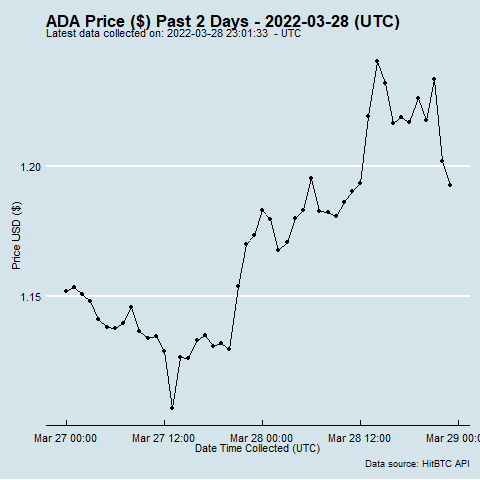 ADA Price ($) Past 2 Days - 2022-03-28 (UTC)
Latest data collected on: 2022-03-28 23:01:33 - UTC
1.20
Price USD ($)
1.15
Mar 27 00:00 Mar 27 12:00 Mar 28 00:00 Mar 28 12:00 Mar 29 00:
Date Time Collected (UTC)
Data source: HitBTC API